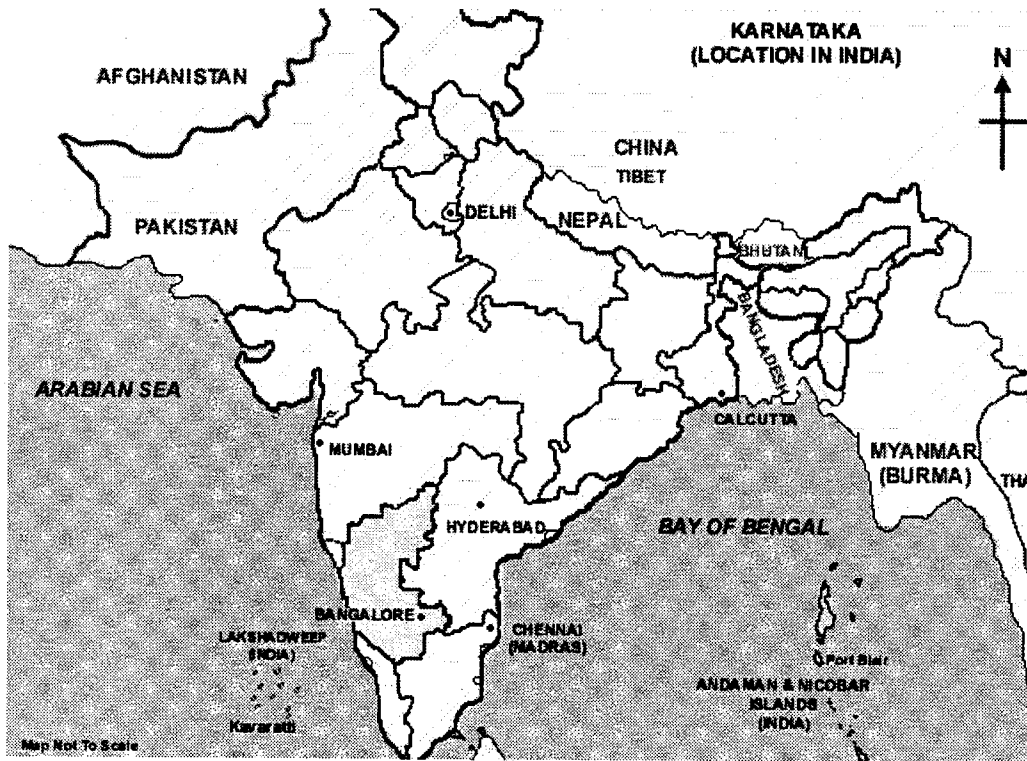 KARNATAKA
(LOCATION IN INDIA)
N
AFGHANISTAN
CHINA
TIBET
DELHI
NEPAL
PAKISTAN
BHUTAN
BANGLADESH
ARABIAN SEA
CALCUTTA
MUMBAI
MYANMAR
(BURMA)
THA
HYDERABAD
BAY OF BENGAL
BANGALORE
CHENNAI
(MADRAS)
LAKSHADWEEP
(INDIA)
Port Blair
ANDAMAN & NICOBAR
ISLANDS
(INDIA)
Kavaratti
Map Not To Scale